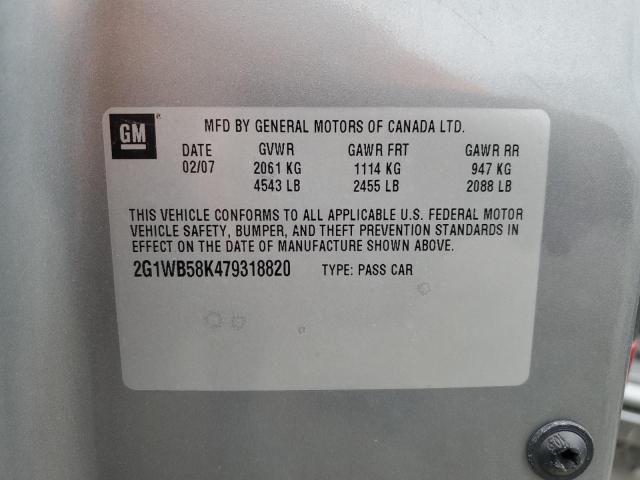 GM
MFD BY GENERAL MOTORS OF CANADA LTD.
DATE GVWR GAWR FRT GAWR RR
02/07 2061 KG 1114 KG 947 KG
4543 LB 2455 LB 2088 LB
THIS VEHICLE CONFORMS TO ALL APPLICABLE U.S. FEDERAL MOTOR
VEHICLE SAFETY, BUMPER, AND THEFT PREVENTION STANDARDS IN
EFFECT ON THE DATE OF MANUFACTURE SHOWN ABOVE.
2G1WB58K479318820 TYPE: PASS CAR